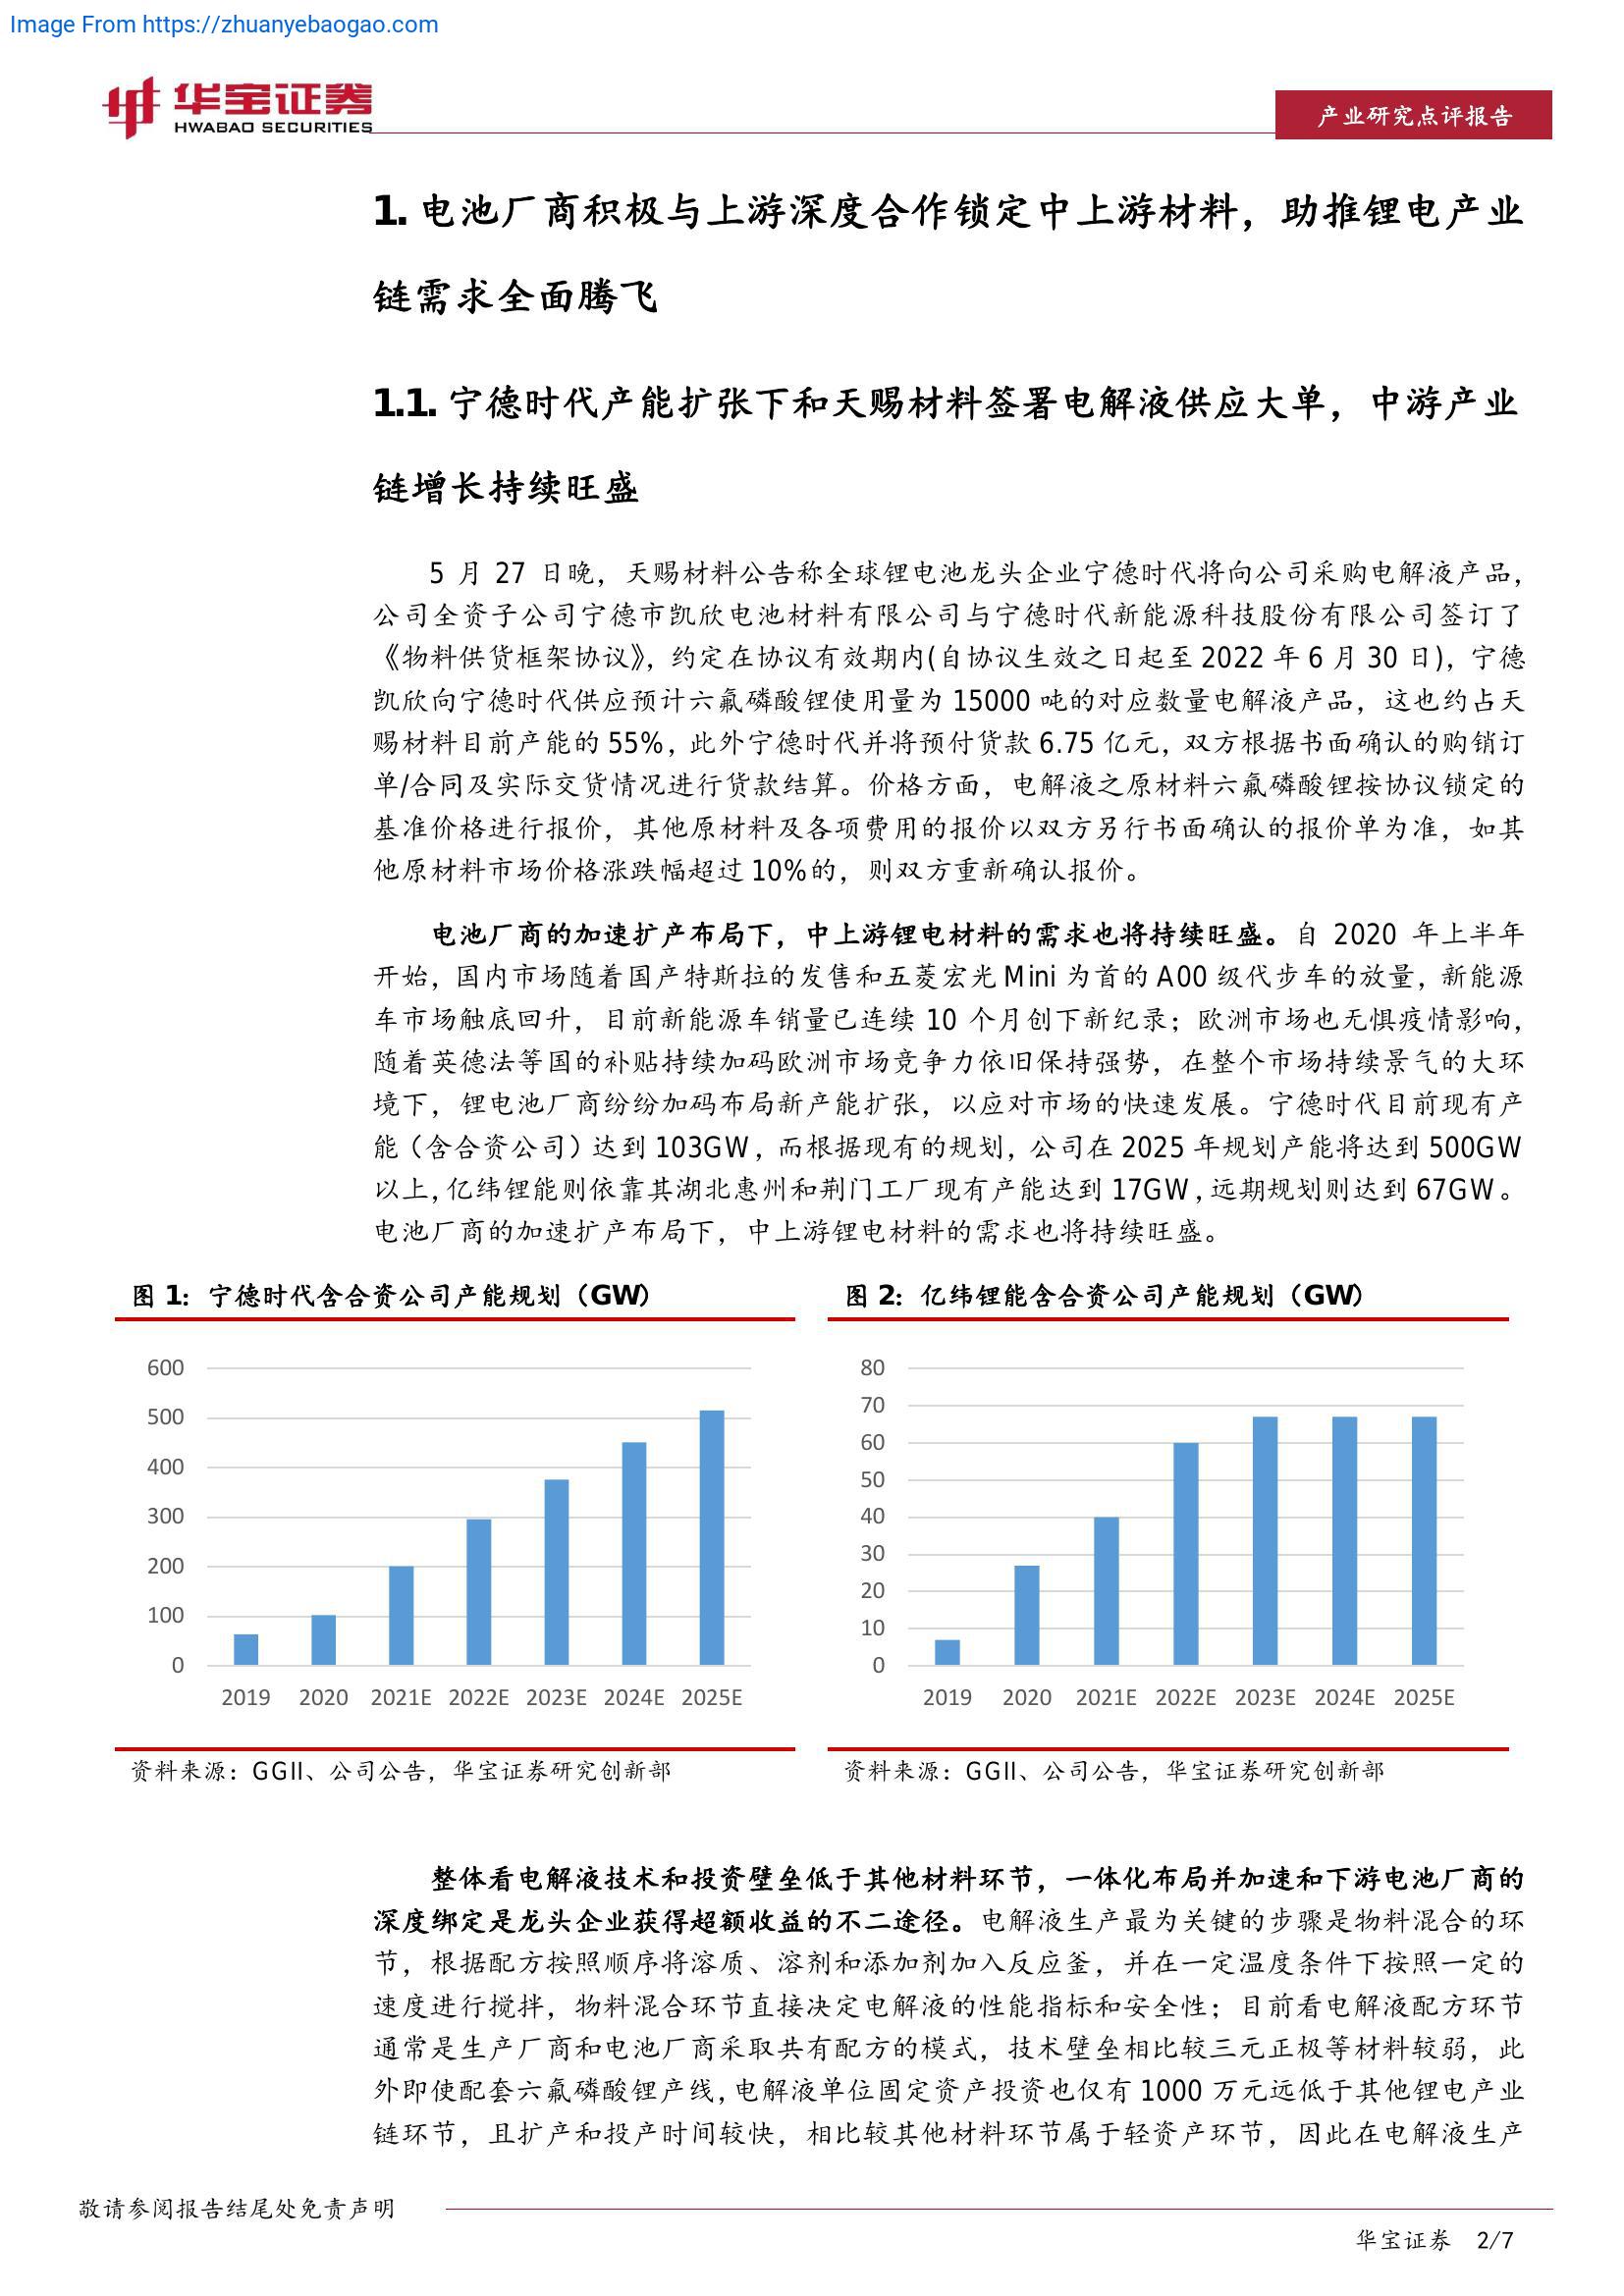 Image From https://zhuanyebaogao.com
华宝证券
HWABAO SECURITIES
产业研究点评报告
1. 电池厂商积极与上游深度合作锁定中上游材料，助推锂电产业
链需求全面腾飞
1.1. 宁德时代产能扩张下和天赐材料签署电解液供应大单，中游产业
链增长持续旺盛
5 月 27 日晚，天赐材料公告称全球锂电池龙头企业宁德时代将向公司采购电解液产品，
公司全资子公司宁德市凯欣电池材料有限公司与宁德时代新能源科技股份有限公司签订了
《物料供货框架协议》，约定在协议有效期内(自协议生效之日起至 2022 年 6 月 30 日)，宁德
凯欣向宁德时代供应预计六氟磷酸锂使用量为 15000 吨的对应数量电解液产品，这也约占天
赐材料目前产能的 55%，此外宁德时代并将预付货款 6.75 亿元，双方根据书面确认的购销订
单/合同及实际交货情况进行货款结算。价格方面，电解液之原材料六氟磷酸锂按协议锁定的
基准价格进行报价，其他原材料及各项费用的报价以双方另行书面确认的报价单为准，如其
他原材料市场价格涨跌幅超过 10%的，则双方重新确认报价。
电池厂商的加速扩产布局下，中上游锂电材料的需求也将持续旺盛。自 2020 年上半年
开始，国内市场随着国产特斯拉的发售和五菱宏光 Mini 为首的 A00 级代步车的放量，新能源
车市场触底回升，目前新能源车销量已连续 10 个月创下新纪录；欧洲市场也无惧疫情影响，
随着英德法等国的补贴持续加码欧洲市场竞争力依旧保持强势，在整个市场持续景气的大环
境下，锂电池厂商纷纷加码布局新产能扩张，以应对市场的快速发展。宁德时代目前现有产
能（含合资公司）达到 103GW，而根据现有的规划，公司在 2025 年规划产能将达到 500GW
以上，亿纬锂能则依靠其湖北惠州和荆门工厂现有产能达到 17GW，远期规划则达到 67GW。
电池厂商的加速扩产布局下，中上游锂电材料的需求也将持续旺盛。
图 1：宁德时代含合资公司产能规划（GW）
600
500
400
300
200
100
0
2019 2020 2021E 2022E 2023E 2024E 2025E
资料来源：GGII、公司公告，华宝证券研究创新部
图 2：亿纬锂能含合资公司产能规划（GW）
80
70
60
50
40
30
20
10
0
2019 2020 2021E 2022E 2023E 2024E 2025E
资料来源：GGII、公司公告，华宝证券研究创新部
整体看电解液技术和投资壁垒低于其他材料环节，一体化布局并加速和下游电池厂商的
深度绑定是龙头企业获得超额收益的不二途径。电解液生产最为关键的步骤是物料混合的环
节，根据配方按照顺序将溶质、溶剂和添加剂加入反应釜，并在一定温度条件下按照一定的
速度进行搅拌，物料混合环节直接决定电解液的性能指标和安全性；目前看电解液配方环节
通常是生产厂商和电池厂商采取共有配方的模式，技术壁垒相比较三元正极等材料较弱，此
外即使配套六氟磷酸锂产线，电解液单位固定资产投资也仅有 1000 万元远低于其他锂电产业
链环节，且扩产和投产时间较快，相比较其他材料环节属于轻资产环节，因此在电解液生产
敬请参阅报告结尾处免责声明
华宝证券 2/7